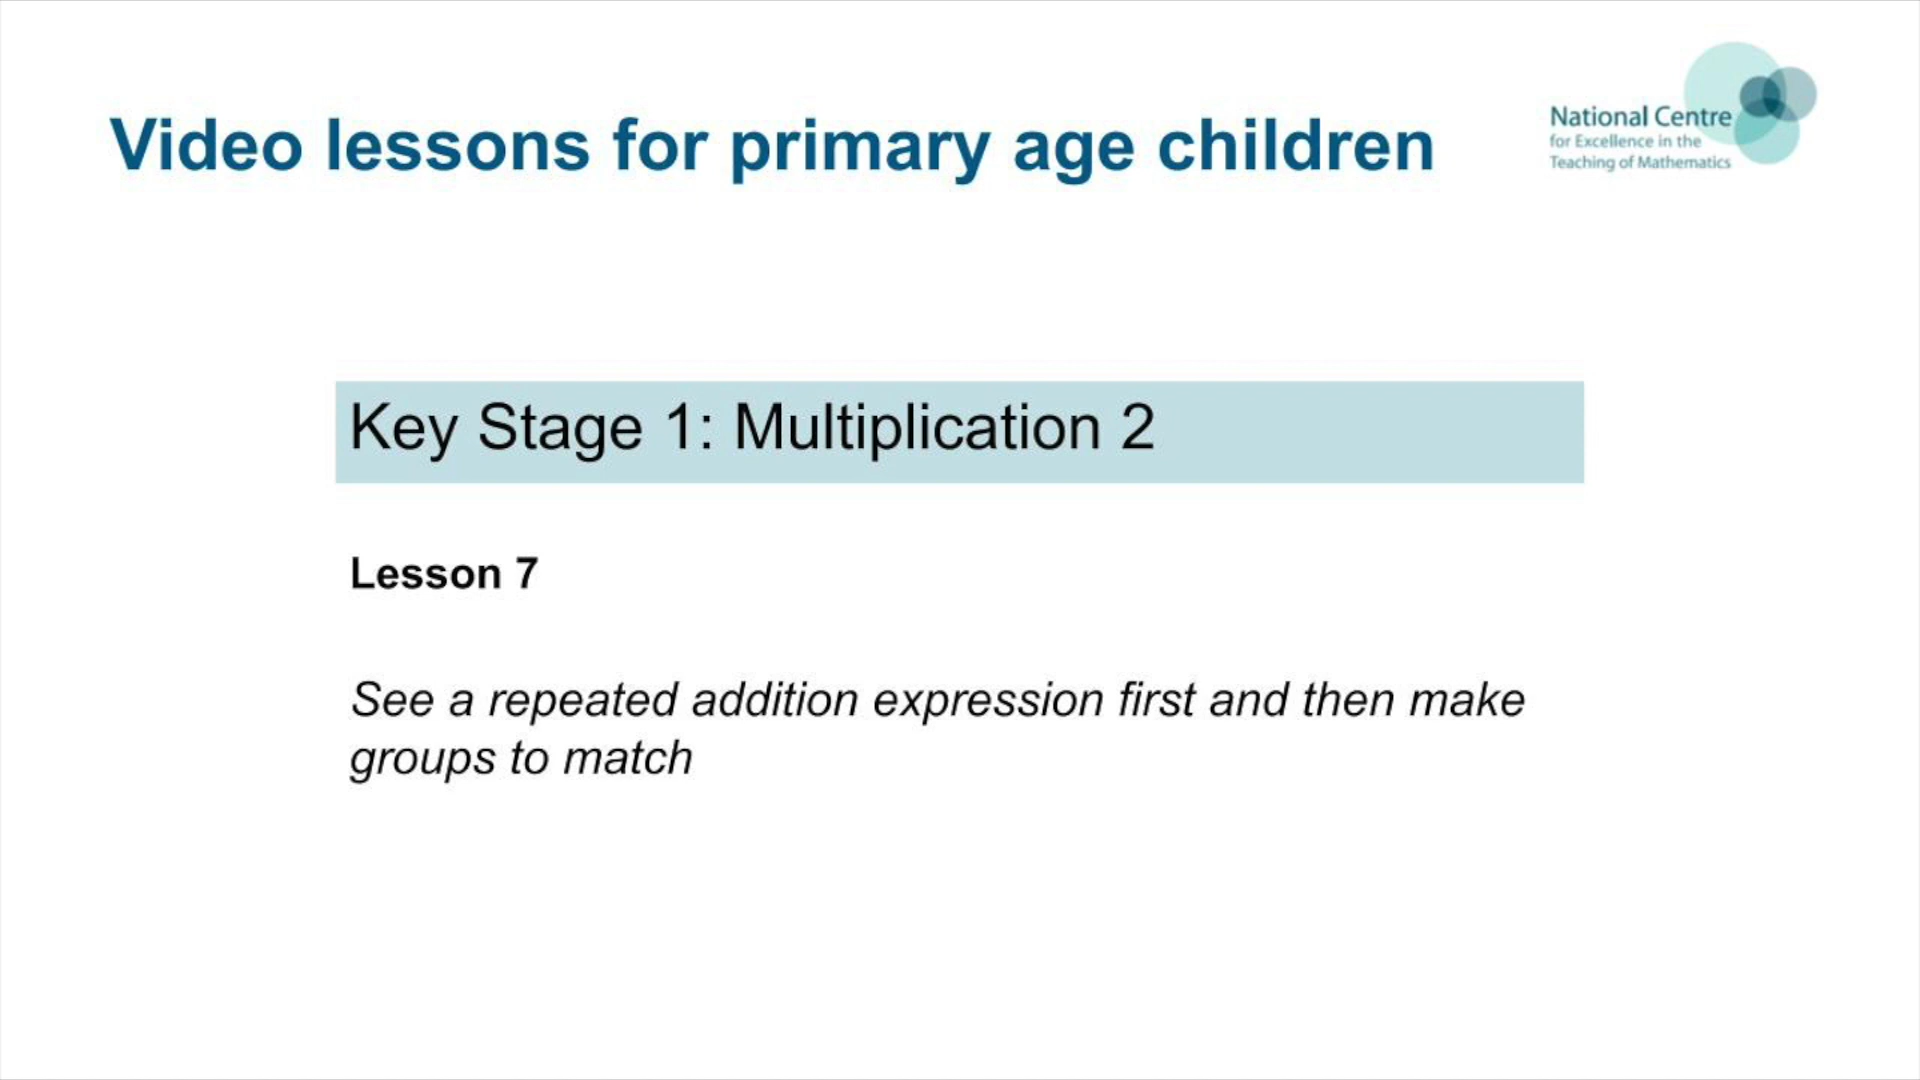 Video lessons for primary age children
National Centre
for Excellence in the
Teaching of Mathematics
Key Stage 1: Multiplication 2
Lesson 7
See a repeated addition expression first and then make
groups to match